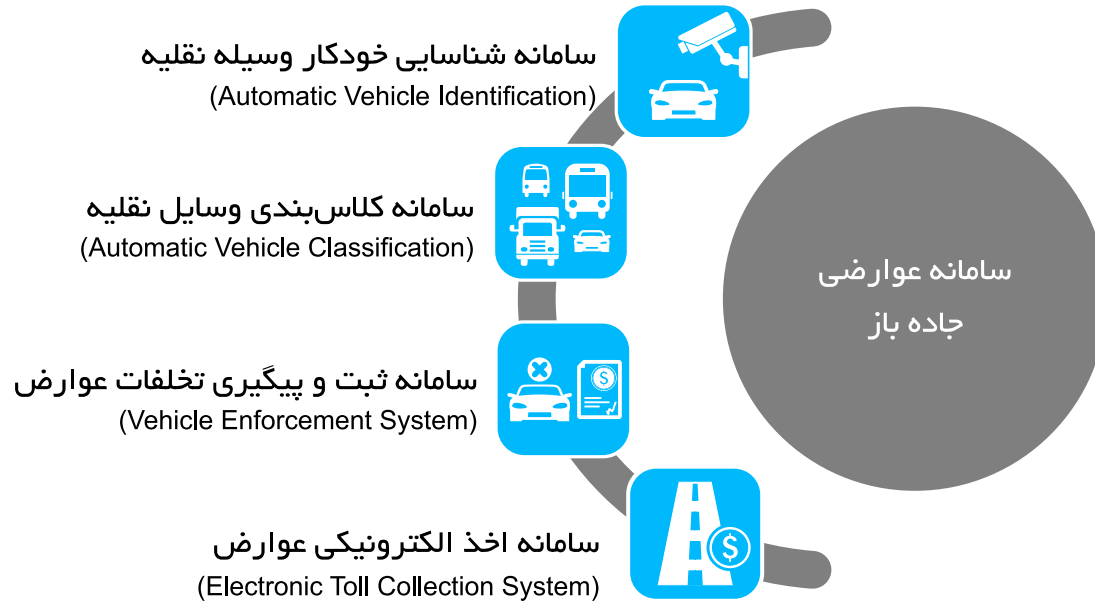 سامانه شناسایی خودکار وسیله نقلیه
(Automatic Vehicle Identification)
سامانه کلاس‌بندی وسایل نقلیه
(Automatic Vehicle Classification)
سامانه عوارضی
جاده باز
سامانه ثبت و پیگیری تخلفات عوارض
(Vehicle Enforcement System)
سامانه اخذ الکترونیکی عوارض
(Electronic Toll Collection System)